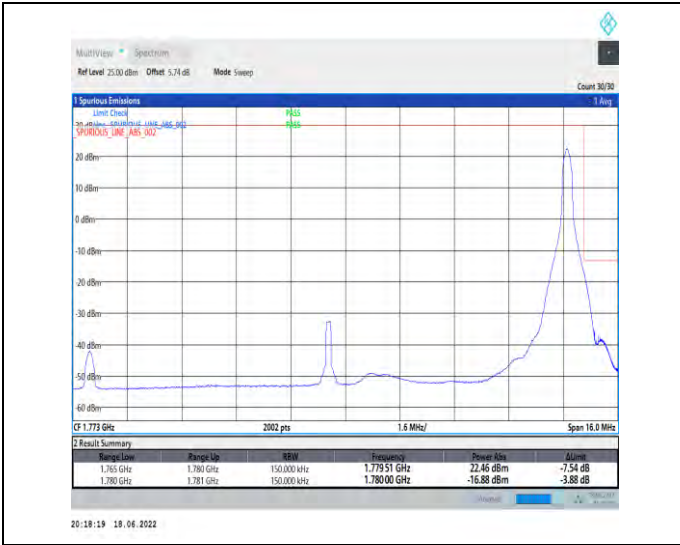 MultiView Spectrum
Ref Level 25.00 dBm Offset 5.74 dB Mode Sweep
Count 30/30
1 Spurious Emissions 1 Avg
Limit Check PASS
SPURIOUS_LINE_ABS_002 PASS
SPURIOUS_LINE_ABS_002
20 dBm
10 dBm
0 dBm
-10 dBm
-20 dBm
-30 dBm
-40 dBm
-50 dBm
-60 dBm
CF 1.773 GHz 2002 pts 1.6 MHz/ Span 16.0 MHz
2 Result Summary
Range Low Range Up RBW Frequency Power Abs ΔLimit
1.765 GHz 1.780 GHz 150.000 kHz 1.779 51 GHz 22.46 dBm -7.54 dB
1.780 GHz 1.781 GHz 150.000 kHz 1.780 00 GHz -16.88 dBm -3.88 dB
20:18:19 18.06.2022